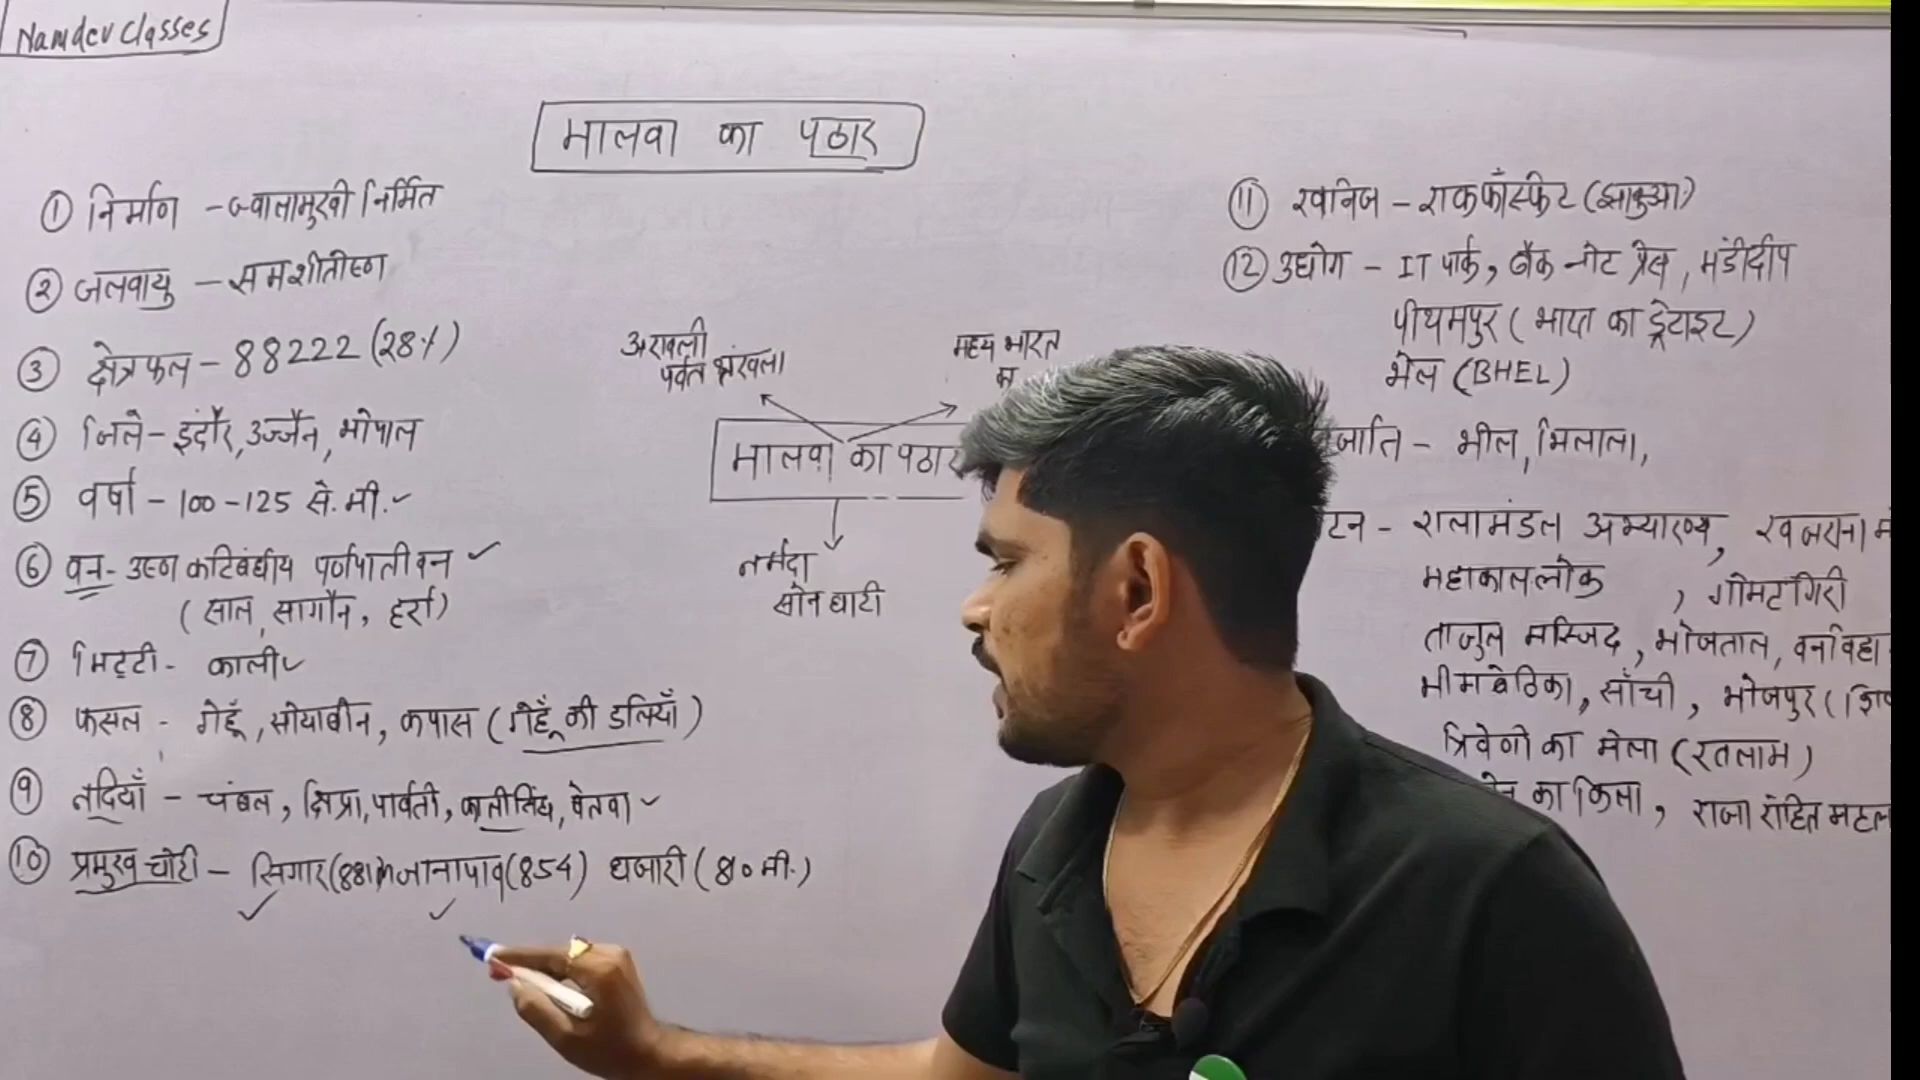 Namdev Classes
मालवा का पठार
① निर्माण - ज्वालामुखी निर्मित
② जलवायु - समशीतोष्ण
③ क्षेत्रफल - 88222 (28%)
④ जिले - इंदौर, उज्जैन, भोपाल
⑤ वर्षा - 100 - 125 से.मी.
⑥ वन - उष्ण कटिबंधीय पर्णपाती वन
(साल, सागौन, हर्रा)
⑦ मिट्टी - काली
⑧ फसल - गेहूँ, सोयाबीन, कपास (गेहूँ की डलियाँ)
⑨ नदियाँ - चंबल, क्षिप्रा, पार्वती, कालीसिंध, बेतवा
⑩ प्रमुख चोटी - सिगार (881m) जानापाव (854) धजारी (810 मी.)
अरावली
पर्वत श्रृंखला
मध्य भारत
का
मालवा का पठार
नर्मदा
सोन घाटी
⑪ खनिज - राकफॉस्फेट (झाबुआ)
⑫ उद्योग - IT पार्क, बैंक नोट प्रेस, मंडीदीप
पीथमपुर (भारत का ड्रेटाइट)
भेल (BHEL)
जाति - भील, भिलाला,
टन - रालामंडल अभ्यारण्य, खजराना
महाकाललोक, गोमटगिरी
ताजुल मस्जिद, भोजताल, वनविहा
भीमबेठिका, साँची, भोजपुर (शि
त्रिवेणी का मेला (रतलाम)
का किला, राजा रोहित महल